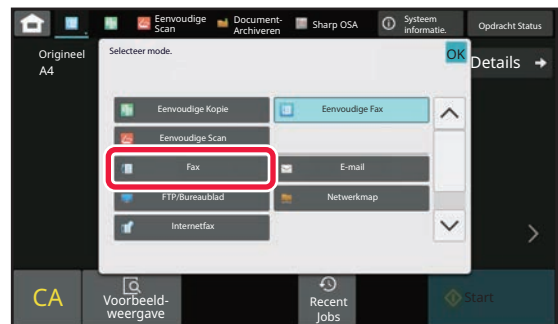 Eenvoudige
Scan
Document-
Archiveren
Sharp OSA
Systeem
informatie.
Opdracht Status
Origineel
A4
Selecteer mode.
OK
Details
Eenvoudige Kopie
Eenvoudige Fax
Eenvoudige Scan
Fax
E-mail
FTP/Bureaublad
Netwerkmap
Internetfax
CA
Voorbeeld-
weergave
Recent
Jobs
Start